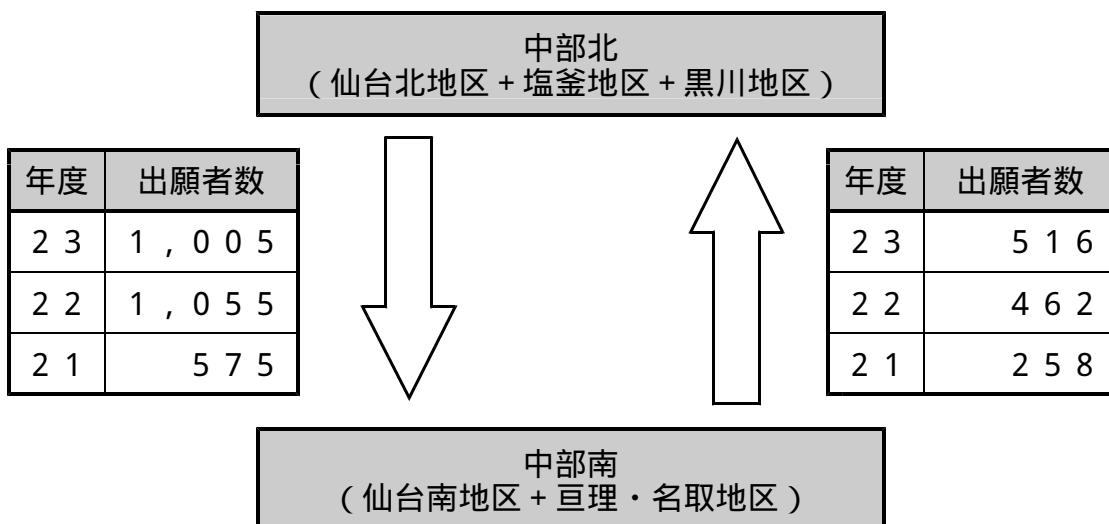 中部北
(仙台北地区+塩釜地区+黒川地区)
年度 出願者数
23 1,005
22 1,055
21 575
年度 出願者数
23 516
22 462
21 258
中部南
(仙台南地区+亘理・名取地区)